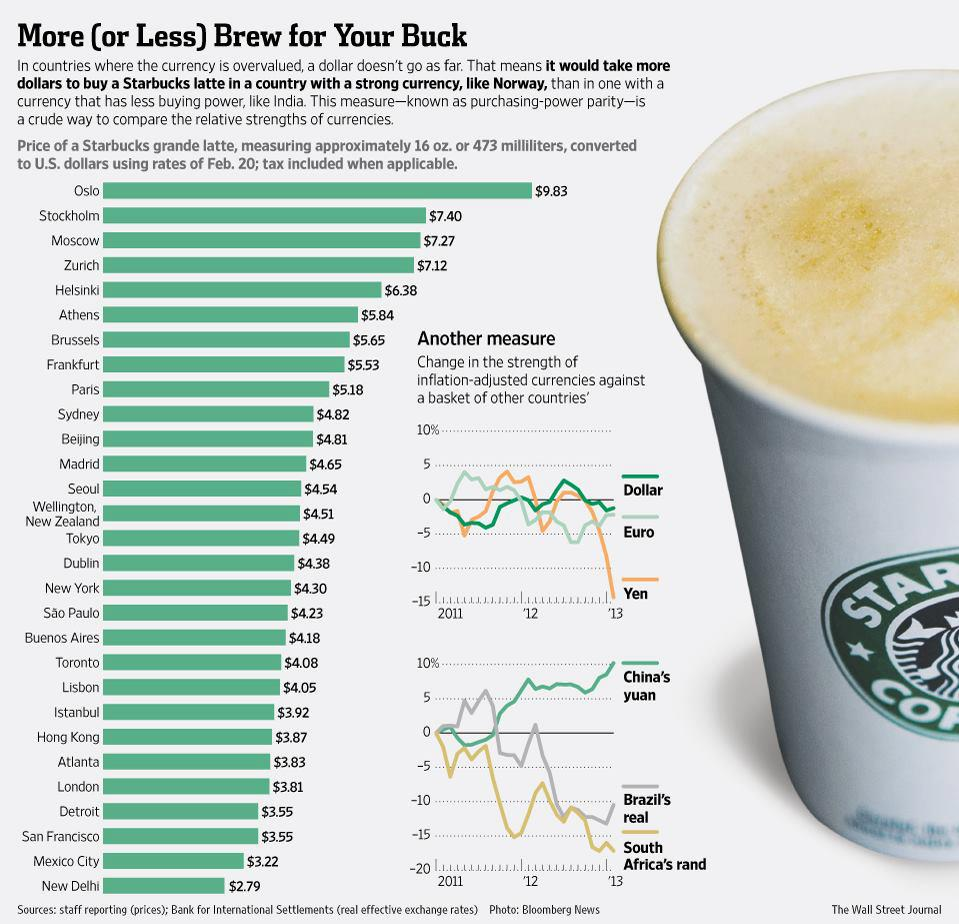 More (or Less) Brew for Your Buck
In countries where the currency is overvalued, a dollar doesn't go as far. That means it would take more
dollars to buy a Starbucks latte in a country with a strong currency, like Norway, than in one with a
currency that has less buying power, like India. This measure—known as purchasing-power parity—is
a crude way to compare the relative strengths of currencies.
Price of a Starbucks grande latte, measuring approximately 16 oz. or 473 milliliters, converted
to U.S. dollars using rates of Feb. 20; tax included when applicable.
Oslo $9.83
Stockholm $7.40
Moscow $7.27
Zurich $7.12
Helsinki $6.38
Athens $5.84
Brussels $5.65
Frankfurt $5.53
Paris $5.18
Sydney $4.82
Beijing $4.81
Madrid $4.65
Seoul $4.54
Wellington,
New Zealand $4.51
Tokyo $4.49
Dublin $4.38
New York $4.30
São Paulo $4.23
Buenos Aires $4.18
Toronto $4.08
Lisbon $4.05
Istanbul $3.92
Hong Kong $3.87
Atlanta $3.83
London $3.81
Detroit $3.55
San Francisco $3.55
Mexico City $3.22
New Delhi $2.79
Another measure
Change in the strength of
inflation-adjusted currencies against
a basket of other countries'
10%
5
0
−5
−10
−15
2011 '12 '13
Dollar
Euro
Yen
10%
5
0
−5
−10
−15
−20
2011 '12 '13
China's
yuan
Brazil's
real
South
Africa's rand
STAR
COF
Sources: staff reporting (prices); Bank for International Settlements (real effective exchange rates) Photo: Bloomberg News
The Wall Street Journal